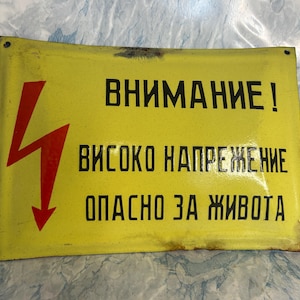 ВНИМАНИЕ!
ВИСОКО НАПРЕЖЕНИЕ
ОПАСНО ЗА ЖИВОТА